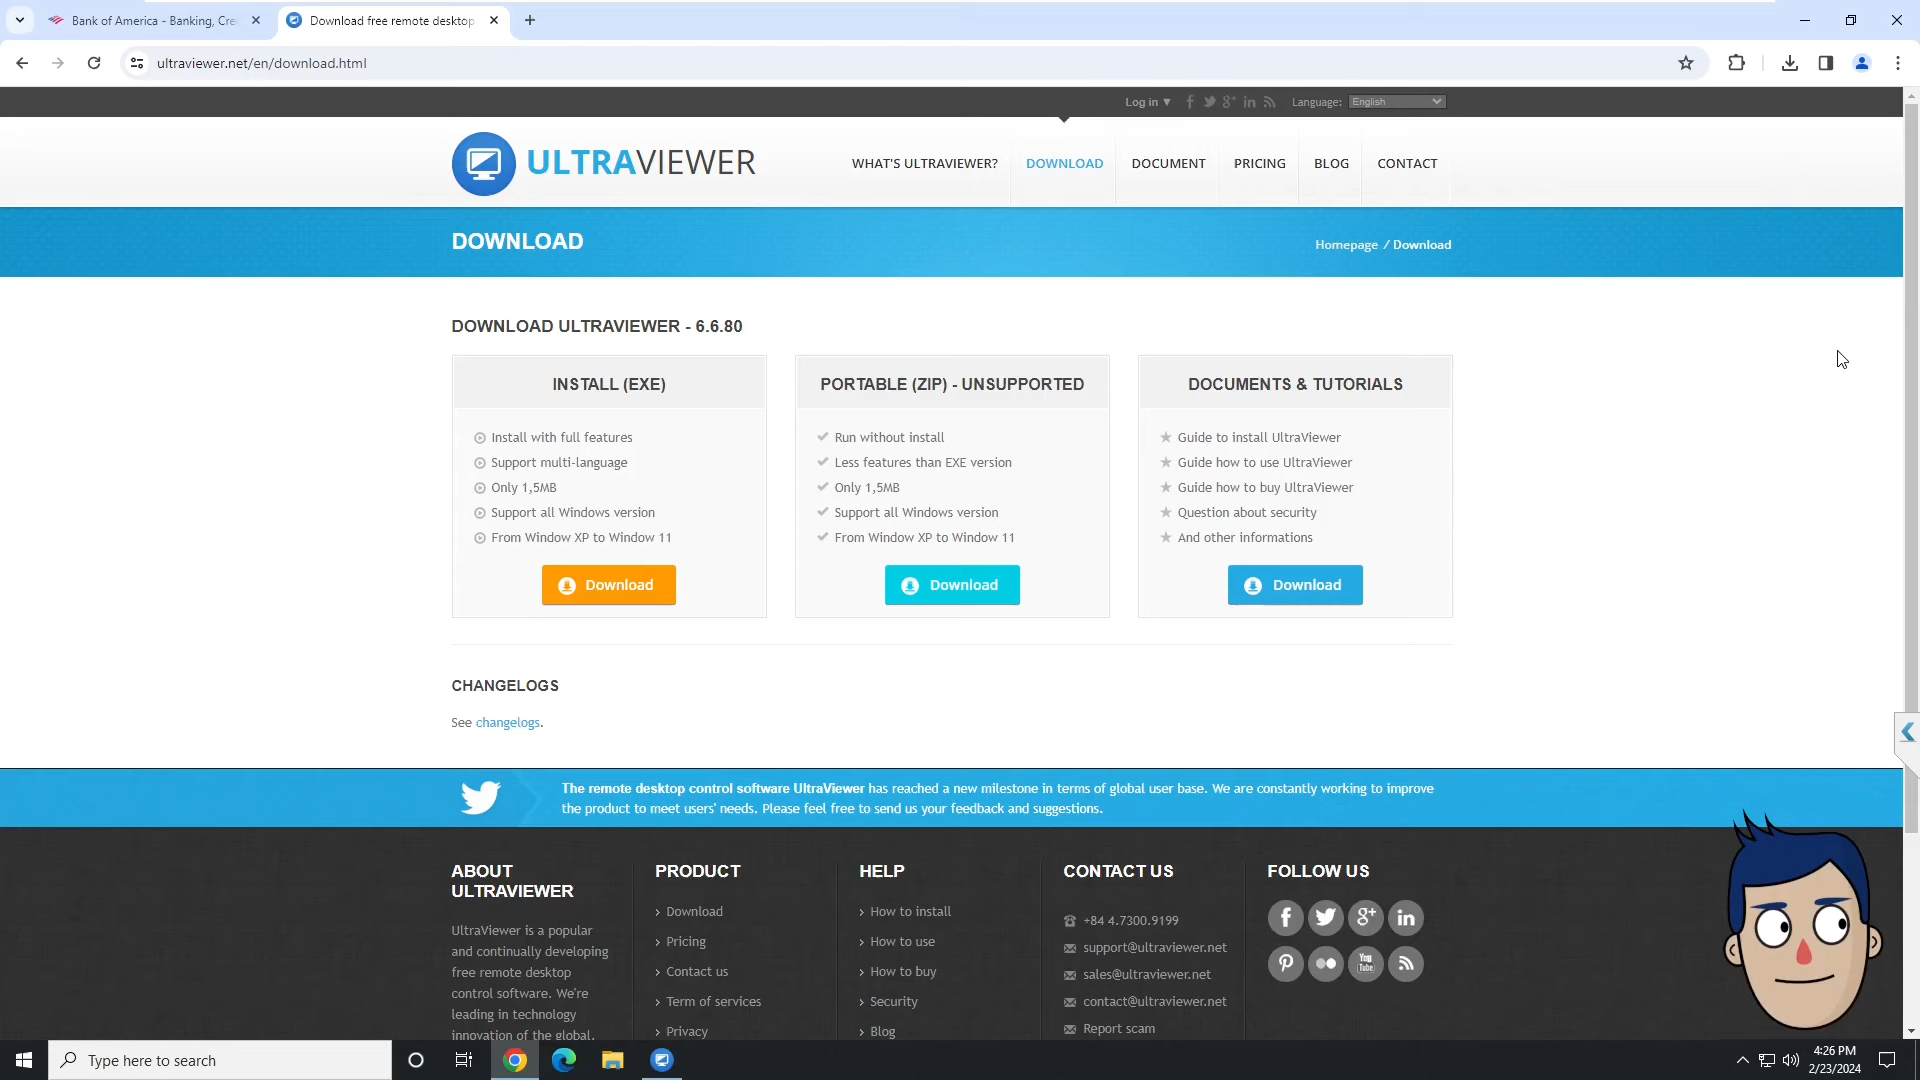 Bank of America - Banking, Cre
Download free remote desktop
ultraviewer.net/en/download.html
Log in ▼
Language:
English
ULTRAVIEWER
WHAT'S ULTRAVIEWER?
DOWNLOAD
DOCUMENT
PRICING
BLOG
CONTACT
DOWNLOAD
Homepage / Download
DOWNLOAD ULTRAVIEWER - 6.6.80
INSTALL (EXE)
Install with full features
Support multi-language
Only 1,5MB
Support all Windows version
From Window XP to Window 11
Download
PORTABLE (ZIP) - UNSUPPORTED
Run without install
Less features than EXE version
Only 1,5MB
Support all Windows version
From Window XP to Window 11
Download
DOCUMENTS & TUTORIALS
Guide to install UltraViewer
Guide how to use UltraViewer
Guide how to buy UltraViewer
Question about security
And other informations
Download
CHANGELOGS
See changelogs.
The remote desktop control software UltraViewer has reached a new milestone in terms of global user base. We are constantly working to improve
the product to meet users' needs. Please feel free to send us your feedback and suggestions.
ABOUT
ULTRAVIEWER
UltraViewer is a popular
and continually developing
free remote desktop
control software. We're
leading in technology
innovation of the global.
PRODUCT
Download
Pricing
Contact us
Term of services
Privacy
HELP
How to install
How to use
How to buy
Security
Blog
CONTACT US
+84 4.7300.9199
support@ultraviewer.net
sales@ultraviewer.net
contact@ultraviewer.net
Report scam
FOLLOW US
You
Tube
Type here to search
4:26 PM
2/23/2024